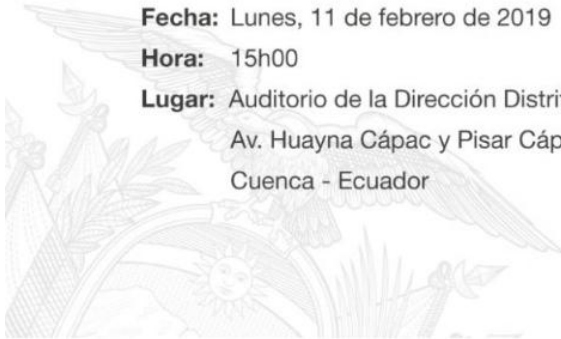 Fecha: Lunes, 11 de febrero de 2019
Hora: 15h00
Lugar: Auditorio de la Dirección
Av. Huayna Cápac y Pisar
Cuenca - Ecuador